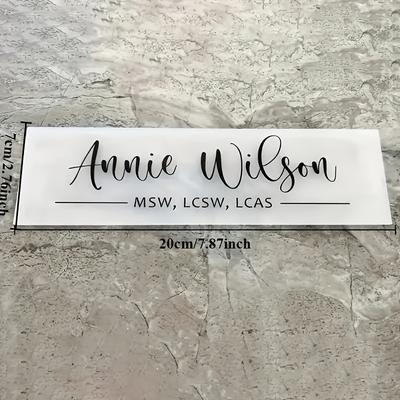 Annie Wilson
MSW, LCSW, LCAS
7cm/2.76inch
20cm/7.87inch